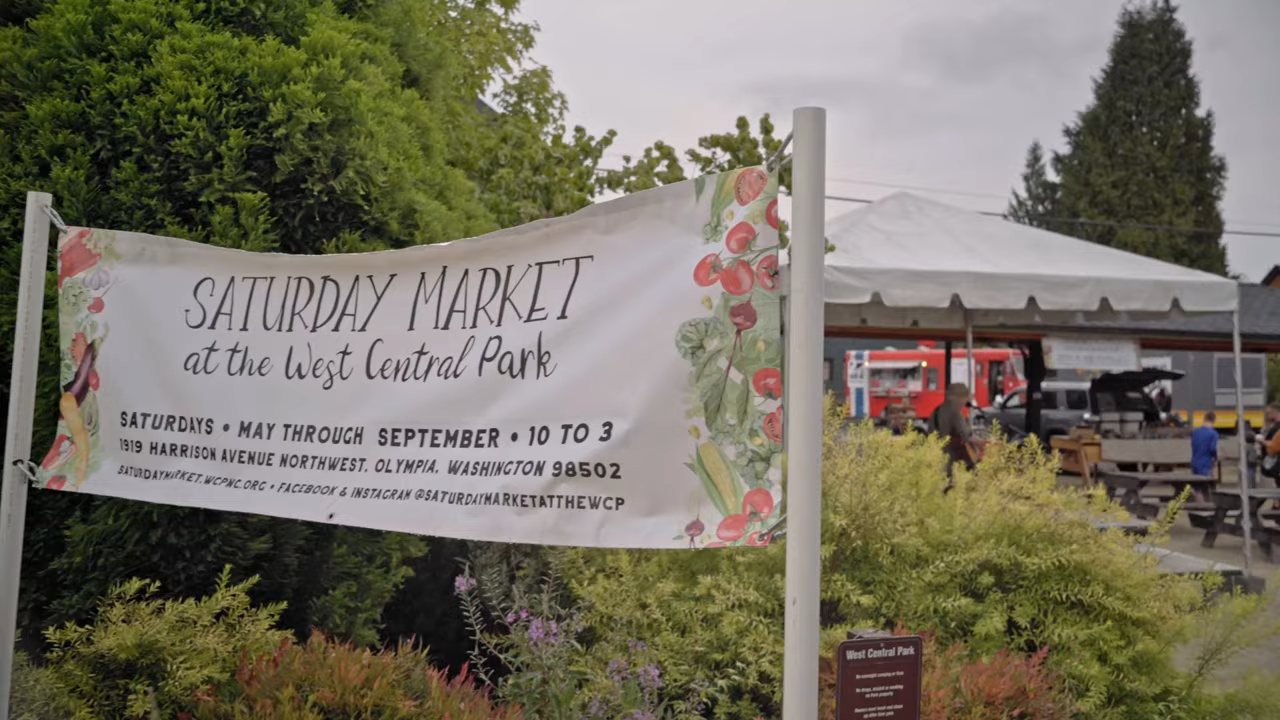 SATURDAY MARKET
at the West Central Park
SATURDAYS • MAY THROUGH SEPTEMBER • 10 TO 3
1919 HARRISON AVENUE NORTHWEST, OLYMPIA, WASHINGTON 98502
SATURDAYMARKET.WCPNC.ORG • FACEBOOK & INSTAGRAM @SATURDAYMARKETATTHEWCP
West Central Park